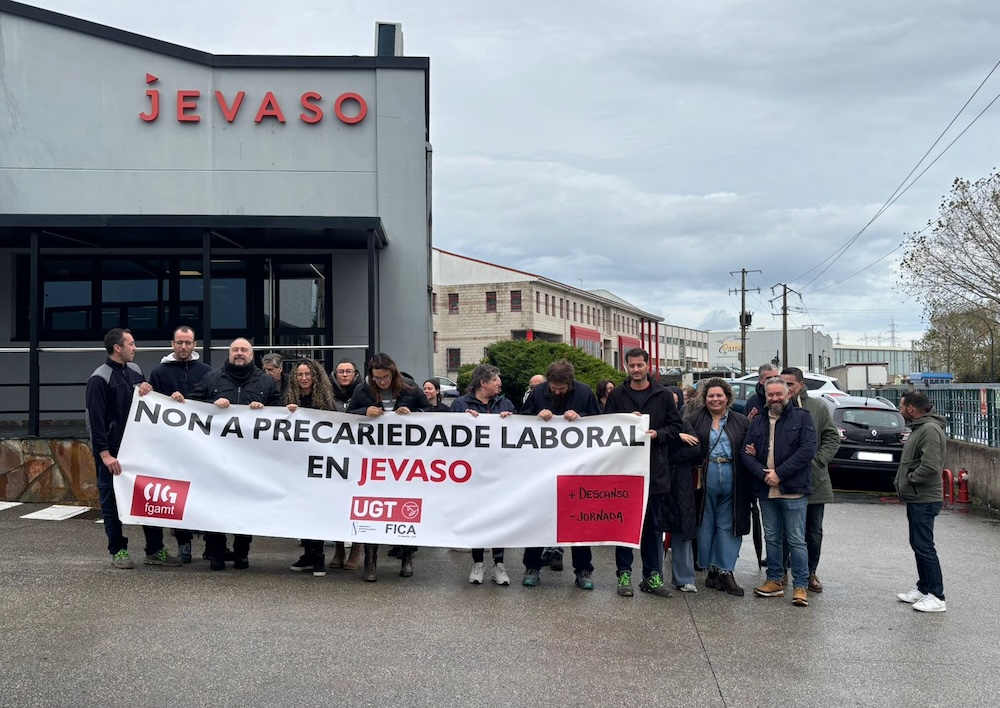 JEVASO
NON A PRECARIEDADE LABORAL
EN JEVASO
CIG
fgamt
UGT
FICA
+ DESCANSO
- JORNADA